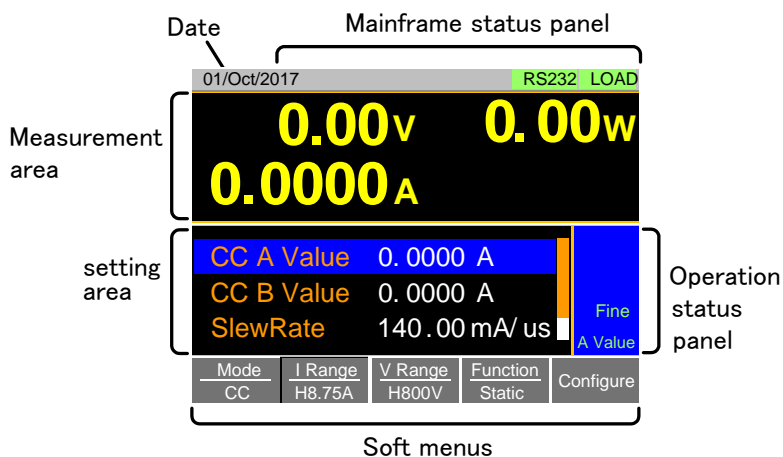 Date
Mainframe status panel
01/Oct/2017 RS232 LOAD
Measurement area
0.00V 0.00W
0.0000A
setting area
CC A Value 0.0000 A
CC B Value 0.0000 A
SlewRate 140.00 mA/us
Fine
A Value
Operation status panel
Mode I Range V Range Function Configure
CC H8.75A H800V Static
Soft menus